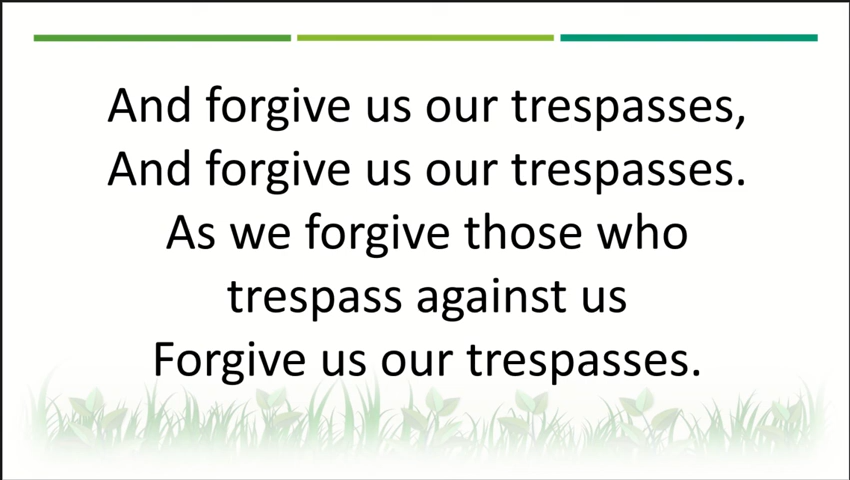 And forgive us our trespasses,
And forgive us our trespasses.
As we forgive those who
trespass against us
Forgive us our trespasses.